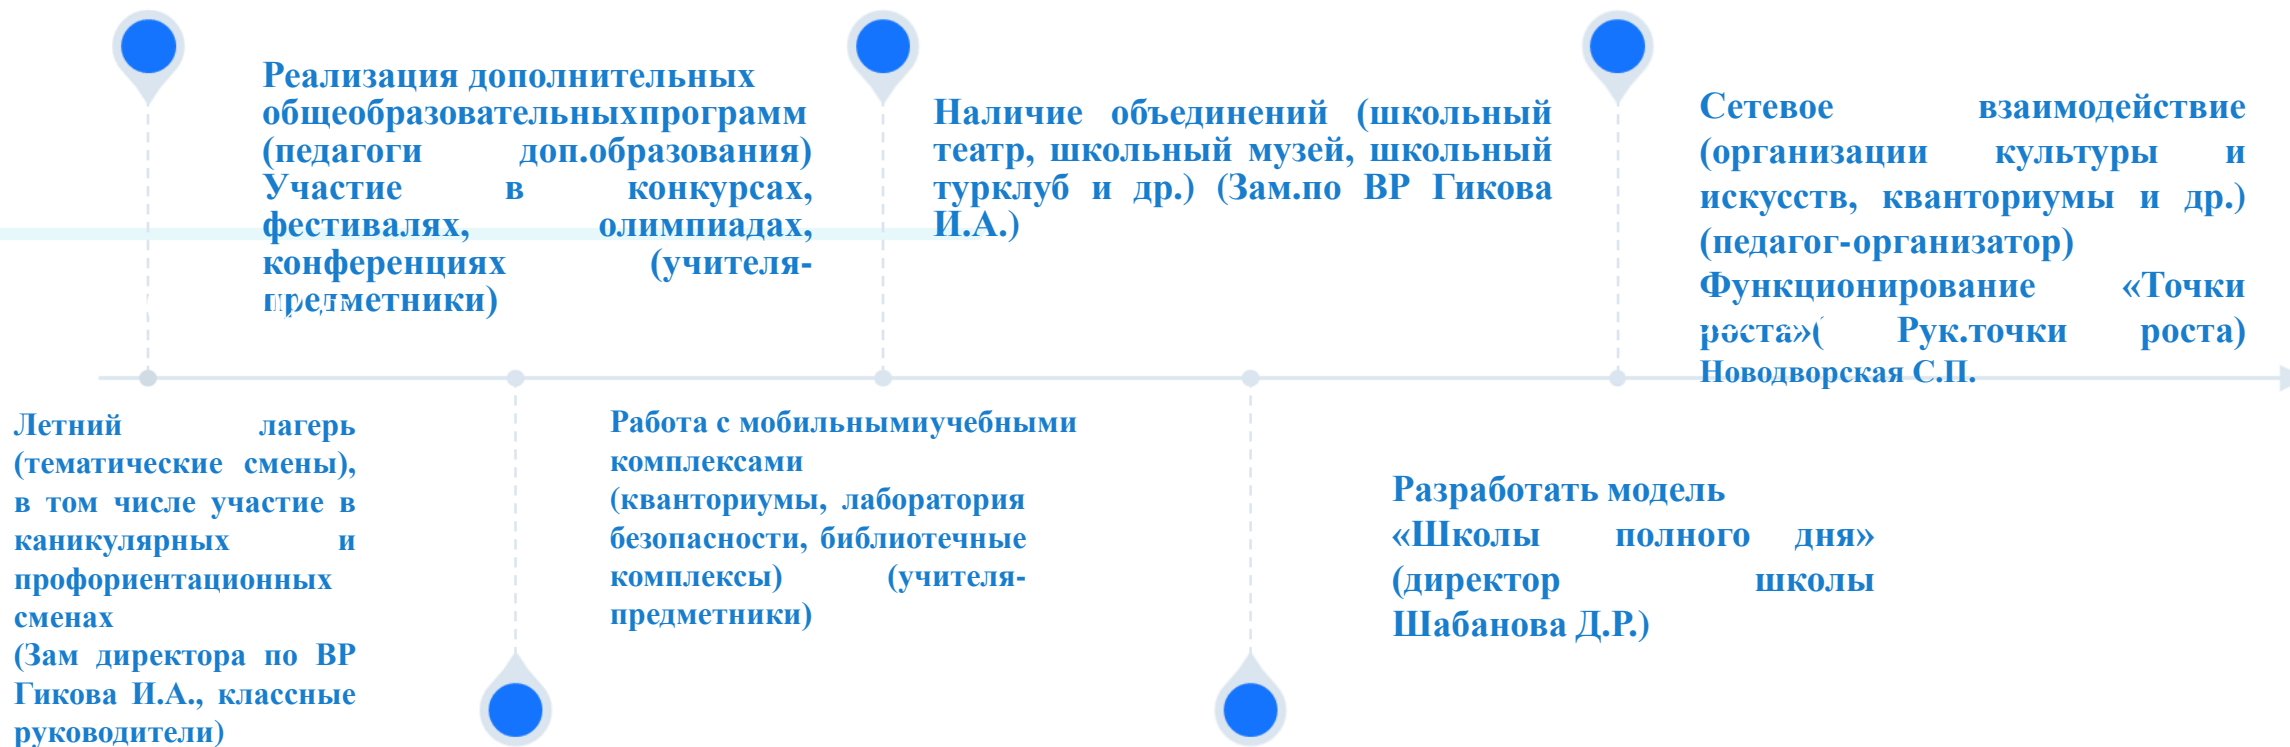 Реализация дополнительных
общеобразовательныхпрограмм
(педагоги доп.образования)
Участие в конкурсах,
фестивалях, олимпиадах,
конференциях (учителя-
предметники)
Наличие объединений (школьный
театр, школьный музей, школьный
турклуб и др.) (Зам.по ВР Гикова
И.А.)
Сетевое взаимодействие
(организации культуры и
искусств, кванториумы и др.)
(педагог-организатор)
Функционирование «Точки
роста»( Рук.точки роста)
Новодворская С.П.
Летний лагерь
(тематические смены),
в том числе участие в
каникулярных и
профориентационных
сменах
(Зам директора по ВР
Гикова И.А., классные
руководители)
Работа с мобильнымиучебными
комплексами
(кванториумы, лаборатория
безопасности, библиотечные
комплексы) (учителя-
предметники)
Разработать модель
«Школы полного дня»
(директор школы
Шабанова Д.Р.)